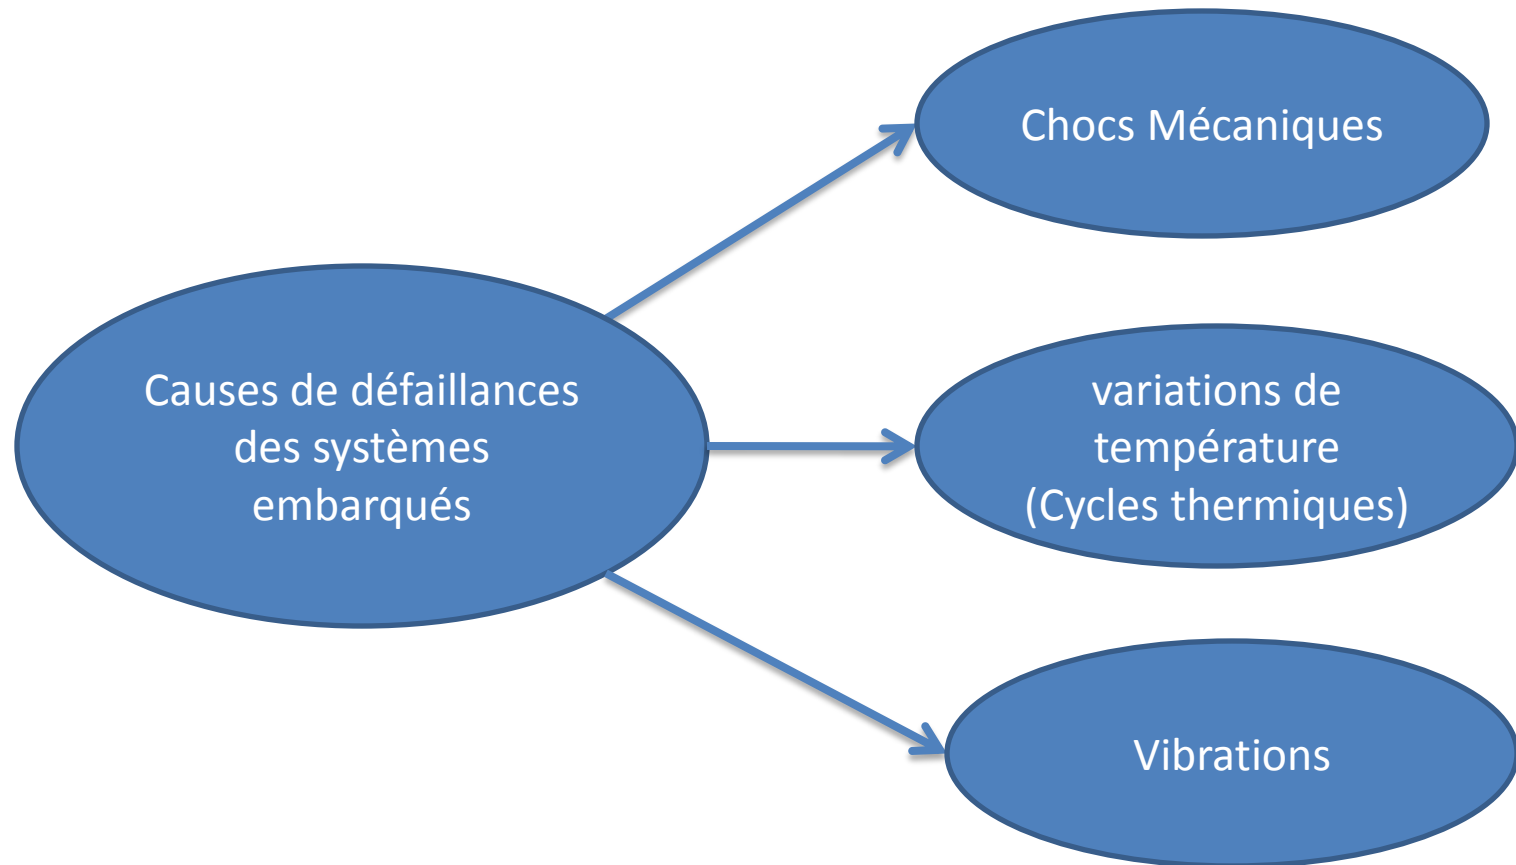 Chocs Mécaniques
Causes de défaillances
des systèmes
embarqués
variations de
température
(Cycles thermiques)
Vibrations